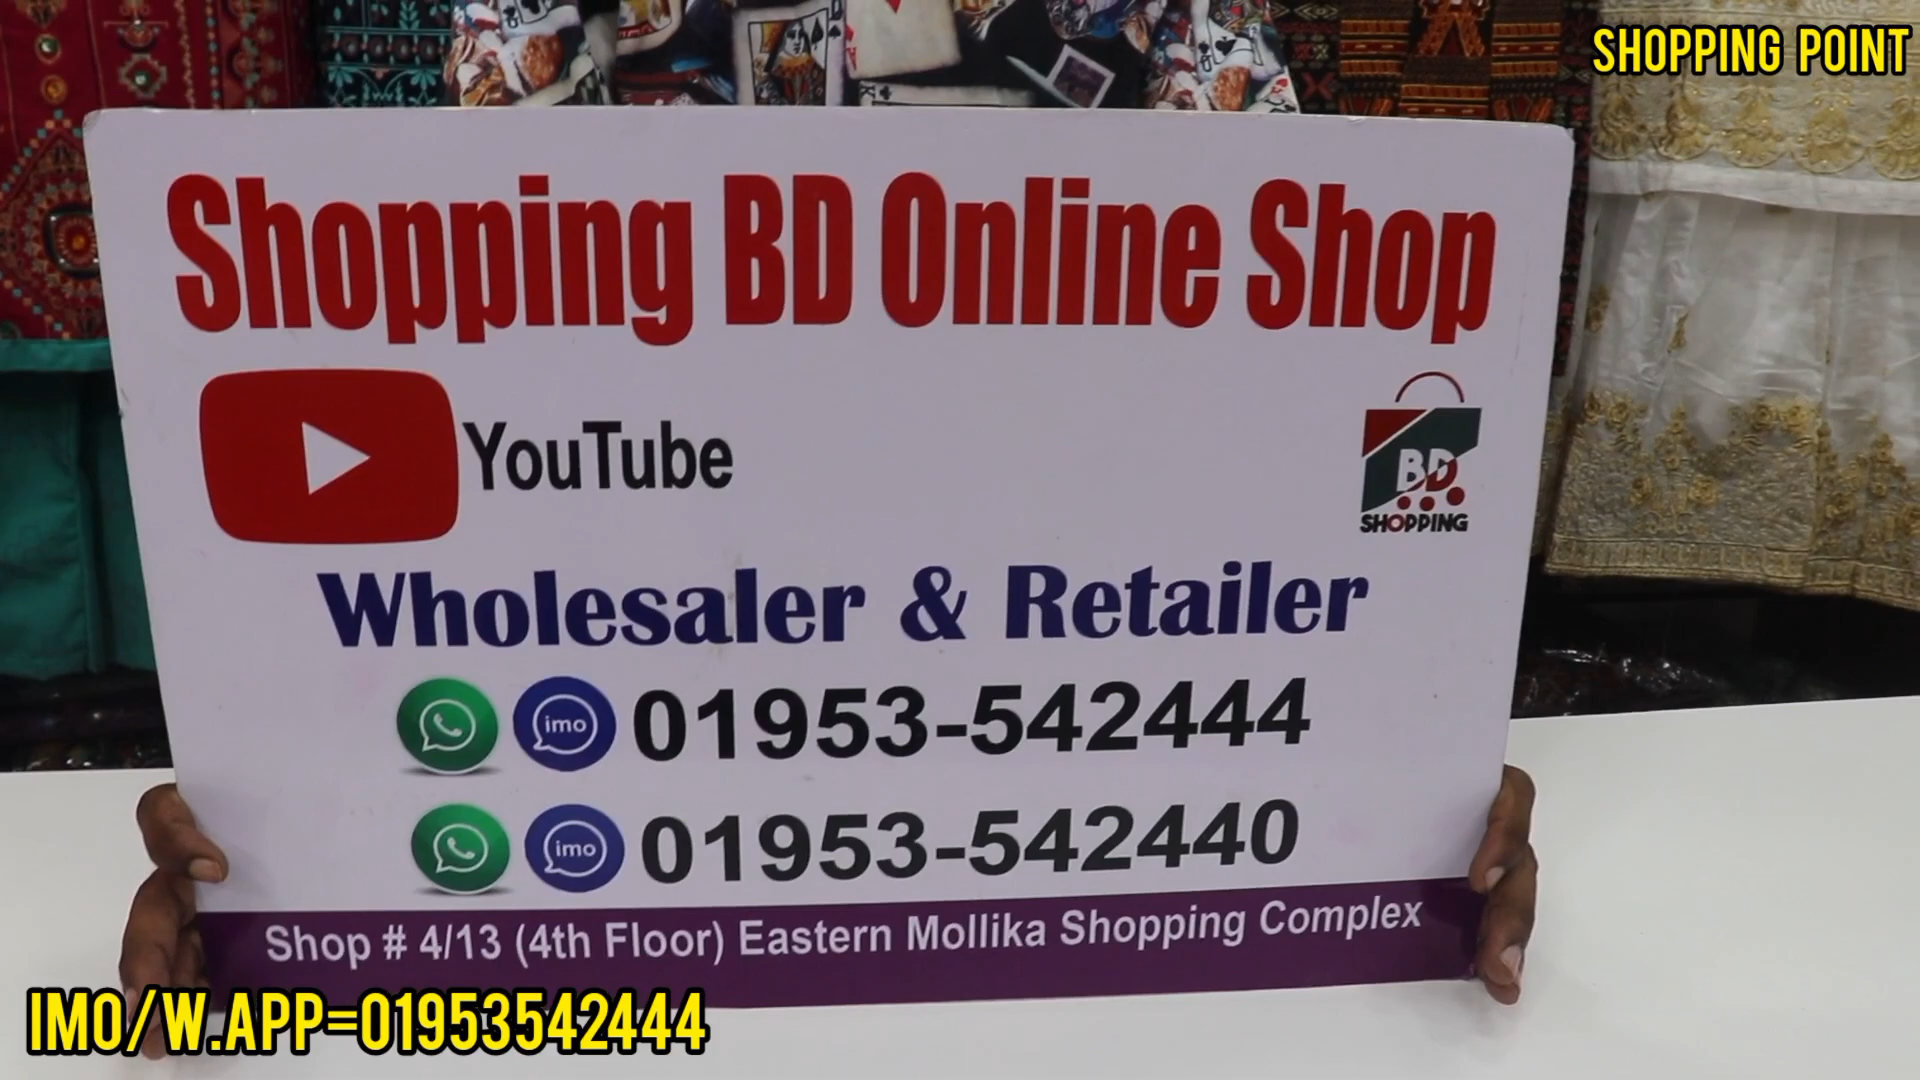 SHOPPING POINT
Shopping BD Online Shop
YouTube
BD
SHOPPING
Wholesaler & Retailer
imo 01953-542444
imo 01953-542440
Shop # 4/13 (4th Floor) Eastern Mollika Shopping Complex
IMO/W.APP=01953542444